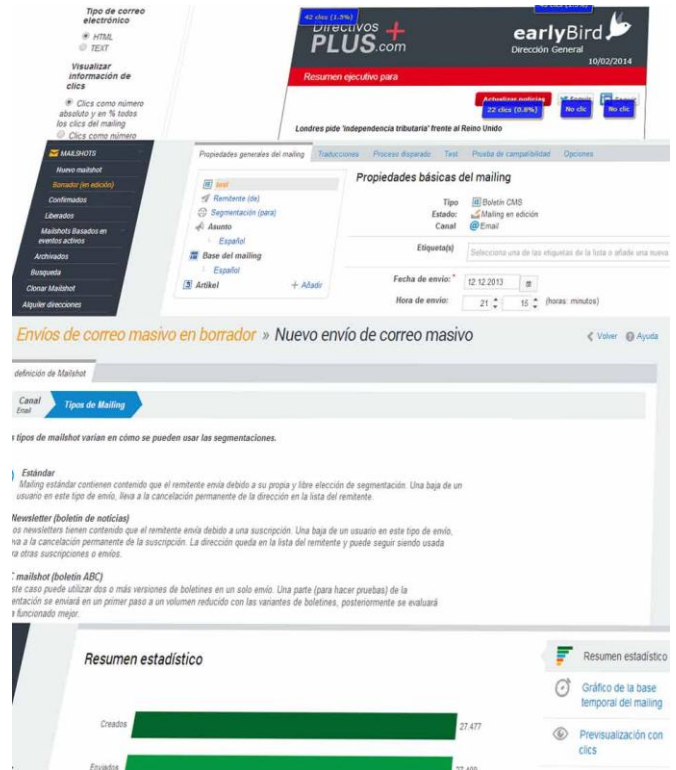 Tipo de correo
electrónico
HTML
TEXT
Visualizar
información de
clics
Clics como número
absoluto y en % todos
los clics del mailing
Clics como número
42 clics (1.5%)
Directivos
PLUS.com
earlyBird
Dirección General
10/02/2014
Resumen ejecutivo para
Actualizar noticias
22 clics (0.8%)
No clic
No clic
Londres pide 'independencia tributaria' frente al Reino Unido
MAILSHOTS
Nuevo mailshot
Borrador (en edición)
Confirmados
Liberados
Mailshots Basados en
eventos activos
Archivados
Busqueda
Clonar Mailshot
Alquiler direcciones
Propiedades generales del mailing Traducciones Proceso disparado Test Prueba de compatibilidad Opciones
test
Remitente (de)
Segmentación (para)
Asunto
Español
Base del mailing
Español
Artikel + Añadir
Propiedades básicas d
Tipo Boletín CMS
Estado: Mailing en edición
Canal Email
Etiqueta(s) Selecciona una de las etiquetas de la lista o añade una nueva
Fecha de envio:* 12.12.2013
Hora de envio: 21 15 (horas: minutos)
Envíos de correo masivo en borrador » Nuevo envío de correo masivo
Volver Ayuda
definición de Mailshot
Canal
Email
Tipos de Mailing
tipos de mailshot varian en cómo se pueden usar las segmentaciones.
Estándar
Mailing estándar contienen contenido que el remitente envía debido a su propia y libre elección de segmentación. Una baja de un
usuario en este tipo de envío, lleva a la cancelación permanente de la dirección en la lista del remitente.
Newsletter (boletín de noticias)
os newsletters tienen contenido que el remitente envía debido a una suscripción. Una baja de un usuario en este tipo de envío,
va a la cancelación permanente de la suscripción. La dirección queda en la lista del remitente y puede seguir siendo usada
ra otras suscripciones o envíos.
C mailshot (boletín ABC)
ste caso puede utilizar dos o más versiones de boletines en un solo envío. Una parte (para hacer pruebas) de la
entación se enviará en un primer paso a un volumen reducido con las variantes de boletines, posteriormente se evaluará
a funcionado mejor.
Resumen estadístico
Creados 27.477
Enviados
Resumen estadístico
Gráfico de la base
temporal del mailing
Previsualización con
clics